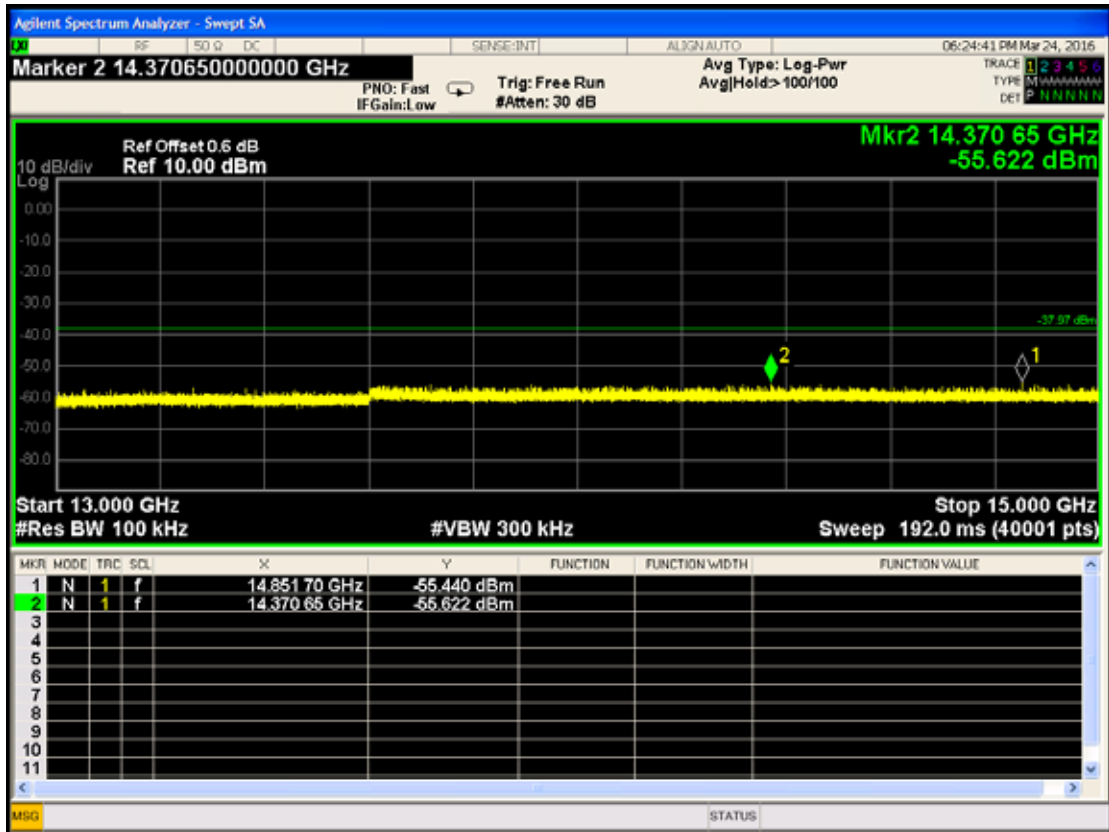 Agilent Spectrum Analyzer - Swept SA
LXI RF 50 Ω DC SENSE:INT ALIGN AUTO 06:24:41 PM Mar 24, 2016
Marker 2 14.370650000000 GHz
PNO: Fast
IFGain:Low
Trig: Free Run
#Atten: 30 dB
Avg Type: Log-Pwr
Avg|Hold:>100/100
TRACE 1 2 3 4 5 6
TYPE M
DET P N N N N N
Mkr2 14.370 65 GHz
-55.622 dBm
Ref Offset 0.6 dB
10 dB/div Ref 10.00 dBm
Log
0.00
-10.0
-20.0
-30.0
-37.97 dBm
-40.0
-50.0
2
1
-60.0
-70.0
-80.0
Start 13.000 GHz Stop 15.000 GHz
#Res BW 100 kHz #VBW 300 kHz Sweep 192.0 ms (40001 pts)
MKR MODE TRC SCL X Y FUNCTION FUNCTION WIDTH FUNCTION VALUE
1 N 1 f 14.851 70 GHz -55.440 dBm
2 N 1 f 14.370 65 GHz -55.622 dBm
3
4
5
6
7
8
9
10
11
MSG STATUS